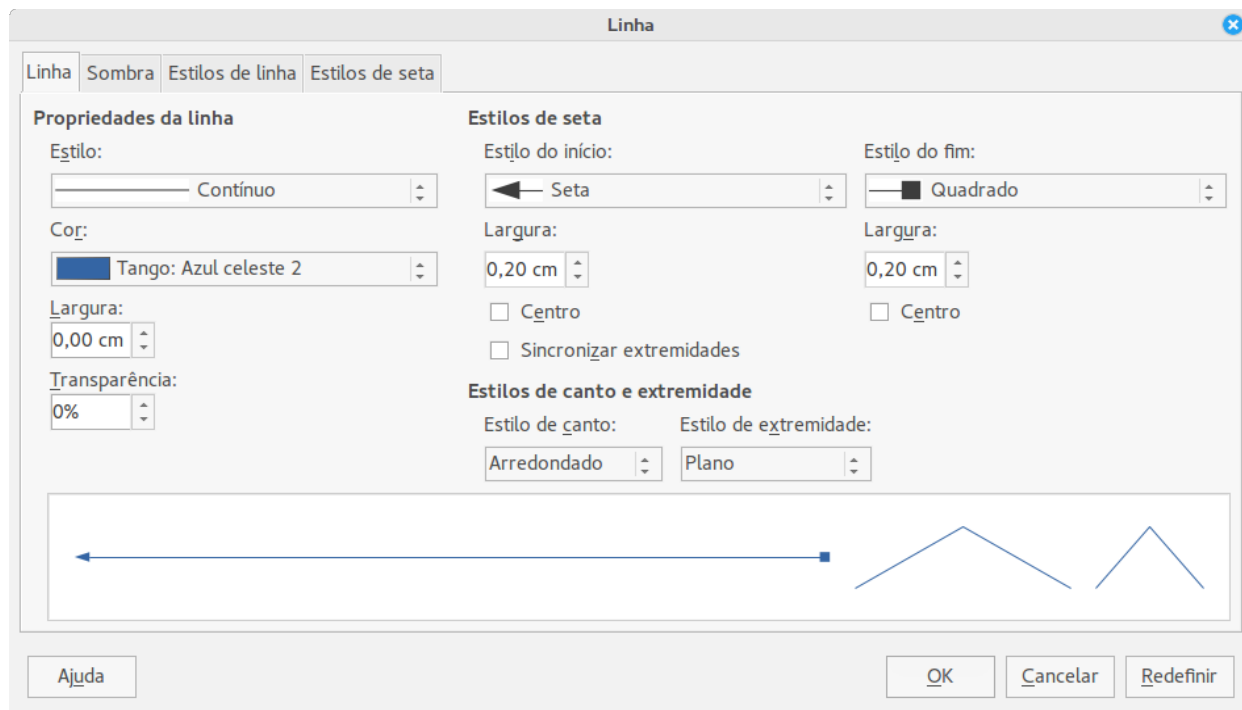 Linha
Linha Sombra Estilos de linha Estilos de seta
Propriedades da linha
Estilo:
Contínuo
Cor:
Tango: Azul celeste 2
Largura:
0,00 cm
Transparência:
0%
Estilos de seta
Estilo do início:
Seta
Largura:
0,20 cm
Centro
Sincronizar extremidades
Estilo do fim:
Quadrado
Largura:
0,20 cm
Centro
Estilos de canto e extremidade
Estilo de canto:
Arredondado
Estilo de extremidade:
Plano
Ajuda OK Cancelar Redefinir